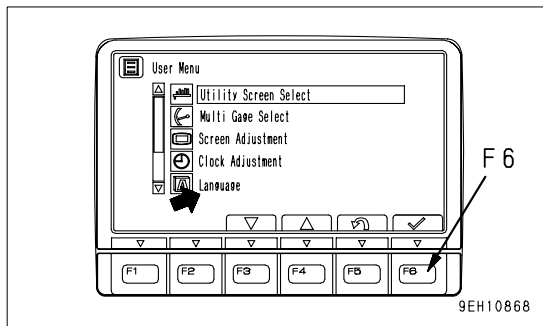 User Menu
Utility Screen Select
Multi Gage Select
Screen Adjustment
Clock Adjustment
A Language
F6
F1 F2 F3 F4 F5 F6
9EH10868